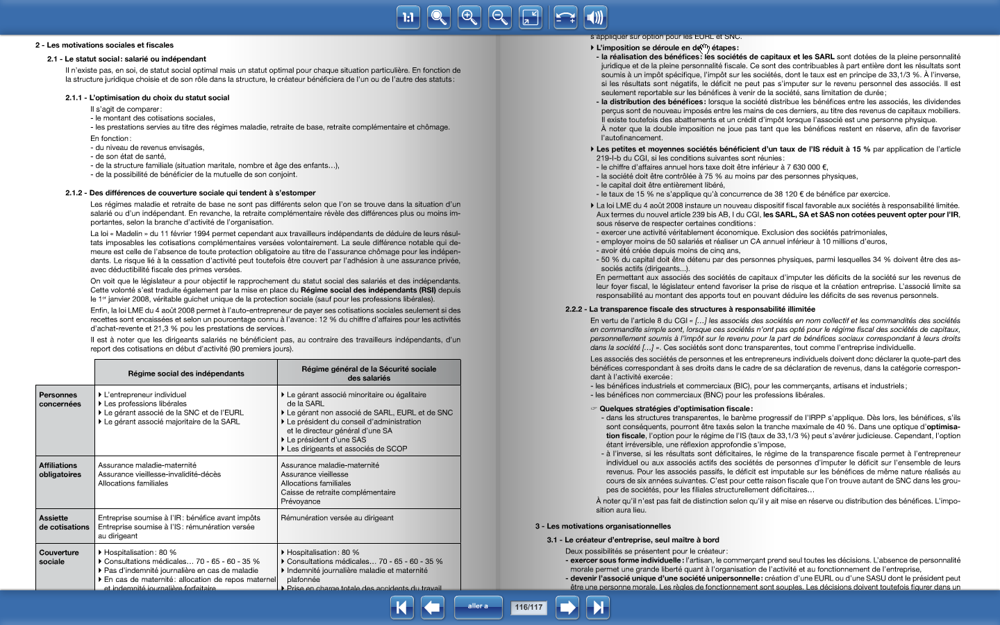 1:1
2 - Les motivations sociales et fiscales
2.1 - Le statut social : salarié ou indépendant
Il n'existe pas, en soi, de statut social optimal mais un statut optimal pour chaque situation particulière. En fonction de
la structure juridique choisie et de son rôle dans la structure, le créateur bénéficiera de l'un ou de l'autre des statuts :
2.1.1 - L'optimisation du choix du statut social
Il s'agit de comparer :
- le montant des cotisations sociales,
- les prestations servies au titre des régimes maladie, retraite de base, retraite complémentaire et chômage.
En fonction :
- du niveau de revenus envisagés,
- de son état de santé,
- de la structure familiale (situation maritale, nombre et âge des enfants…),
- de la possibilité de bénéficier de la mutuelle de son conjoint.
2.1.2 - Des différences de couverture sociale qui tendent à s'estomper
Les régimes maladie et retraite de base ne sont pas différents selon que l'on se trouve dans la situation d'un
salarié ou d'un indépendant. En revanche, la retraite complémentaire révèle des différences plus ou moins im-
portantes, selon la branche d'activité de l'organisation.
La loi « Madelin » du 11 février 1994 permet cependant aux travailleurs indépendants de déduire de leurs résul-
tats imposables les cotisations complémentaires versées volontairement. La seule différence notable qui de-
meure est celle de l'absence de toute protection obligatoire au titre de l'assurance chômage pour les indépen-
dants. Le risque lié à la cessation d'activité peut toutefois être couvert par l'adhésion à une assurance privée,
avec déductibilité fiscale des primes versées.
On voit que le législateur a pour objectif le rapprochement du statut social des salariés et des indépendants.
Cette volonté s'est traduite également par la mise en place du Régime social des indépendants (RSI) depuis
le 1er janvier 2008, véritable guichet unique de la protection sociale (sauf pour les professions libérales).
Enfin, la loi LME du 4 août 2008 permet à l'auto-entrepreneur de payer ses cotisations sociales seulement si des
recettes sont encaissées et selon un pourcentage connu à l'avance : 12 % du chiffre d'affaires pour les activités
d'achat-revente et 21,3 % pou les prestations de services.
Il est à noter que les dirigeants salariés ne bénéficient pas, au contraire des travailleurs indépendants, d'un
report des cotisations en début d'activité (90 premiers jours).
Régime social des indépendants
Régime général de la Sécurité sociale
des salariés
Personnes
concernées
L'entrepreneur individuel
Les professions libérales
Le gérant associé de la SNC et de l'EURL
Le gérant associé majoritaire de la SARL
Le gérant associé minoritaire ou égalitaire
de la SARL
Le gérant non associé de SARL, EURL et de SNC
Le président du conseil d'administration
et le directeur général d'une SA
Le président d'une SAS
Les dirigeants et associés de SCOP
Affiliations
obligatoires
Assurance maladie-maternité
Assurance vieillesse-invalidité-décès
Allocations familiales
Assurance maladie-maternité
Assurance vieillesse
Allocations familiales
Caisse de retraite complémentaire
Prévoyance
Assiette
de cotisations
Entreprise soumise à l'IR : bénéfice avant impôts
Entreprise soumise à l'IS : rémunération versée
au dirigeant
Rémunération versée au dirigeant
Couverture
sociale
Hospitalisation : 80 %
Consultations médicales… 70 - 65 - 60 - 35 %
Pas d'indemnité journalière en cas de maladie
En cas de maternité : allocation de repos maternel
et indemnité journalière forfaitaire
Hospitalisation : 80 %
Consultations médicales… 70 - 65 - 60 - 35 %
Indemnité journalière maladie et maternité
plafonnée
Prise en charge totale des accidents du travail
s'appliquer sur option pour les EURL et SNC.
L'imposition se déroule en étapes :
- la réalisation des bénéfices : les sociétés de capitaux et les SARL sont dotées de la pleine personnalité
juridique et de la pleine personnalité fiscale. Ce sont des contribuables à part entière dont les résultats sont
soumis à un impôt spécifique, l'impôt sur les sociétés, dont le taux est en principe de 33,1/3 %. À l'inverse,
si les résultats sont négatifs, le déficit ne peut pas s'imputer sur le revenu personnel des associés. Il est
seulement reportable sur les bénéfices à venir de la société, sans limitation de durée ;
- la distribution des bénéfices : lorsque la société distribue les bénéfices entre les associés, les dividendes
perçus sont de nouveau imposés entre les mains de ces derniers, au titre des revenus de capitaux mobiliers.
Il existe toutefois des abattements et un crédit d'impôt lorsque l'associé est une personne physique.
À noter que la double imposition ne joue pas tant que les bénéfices restent en réserve, afin de favoriser
l'autofinancement.
Les petites et moyennes sociétés bénéficient d'un taux de l'IS réduit à 15 % par application de l'article
219-I-b du CGI, si les conditions suivantes sont réunies :
- le chiffre d'affaires annuel hors taxe doit être inférieur à 7 630 000 €,
- la société doit être contrôlée à 75 % au moins par des personnes physiques,
- le capital doit être entièrement libéré,
- le taux de 15 % ne s'applique qu'à concurrence de 38 120 € de bénéfice par exercice.
La loi LME du 4 août 2008 instaure un nouveau dispositif fiscal favorable aux sociétés à responsabilité limitée.
Aux termes du nouvel article 239 bis AB, I du CGI, les SARL, SA et SAS non cotées peuvent opter pour l'IR,
sous réserve de respecter certaines conditions :
- exercer une activité véritablement économique. Exclusion des sociétés patrimoniales,
- employer moins de 50 salariés et réaliser un CA annuel inférieur à 10 millions d'euros,
- avoir été créée depuis moins de cinq ans,
- 50 % du capital doit être détenu par des personnes physiques, parmi lesquelles 34 % doivent être des as-
sociés actifs (dirigeants...).
En permettant aux associés des sociétés de capitaux d'imputer les déficits de la société sur les revenus de
leur foyer fiscal, le législateur entend favoriser la prise de risque et la création entreprise. L'associé limite sa
responsabilité au montant des apports tout en pouvant déduire les déficits de ses revenus personnels.
2.2.2 - La transparence fiscale des structures à responsabilité illimitée
En vertu de l'article 8 du CGI « […] les associés des sociétés en nom collectif et les commandités des sociétés
en commandite simple sont, lorsque ces sociétés n'ont pas opté pour le régime fiscal des sociétés de capitaux,
personnellement soumis à l'impôt sur le revenu pour la part de bénéfices sociaux correspondant à leurs droits
dans la société […] ». Ces sociétés sont donc transparentes, tout comme l'entreprise individuelle.
Les associés des sociétés de personnes et les entrepreneurs individuels doivent donc déclarer la quote-part des
bénéfices correspondant à ses droits dans le cadre de sa déclaration de revenus, dans la catégorie correspon-
dant à l'activité exercée :
- les bénéfices industriels et commerciaux (BIC), pour les commerçants, artisans et industriels ;
- les bénéfices non commerciaux (BNC) pour les professions libérales.
☞ Quelques stratégies d'optimisation fiscale :
- dans les structures transparentes, le barème progressif de l'IRPP s'applique. Dès lors, les bénéfices, s'ils
sont conséquents, pourront être taxés selon la tranche maximale de 40 %. Dans une optique d'optimisa-
tion fiscale, l'option pour le régime de l'IS (taux de 33,1/3 %) peut s'avérer judicieuse. Cependant, l'option
étant irréversible, une réflexion approfondie s'impose,
- à l'inverse, si les résultats sont déficitaires, le régime de la transparence fiscale permet à l'entrepreneur
individuel ou aux associés actifs des sociétés de personnes d'imputer le déficit sur l'ensemble de leurs
revenus. Pour les associés passifs, le déficit est imputable sur les bénéfices de même nature réalisés au
cours de six années suivantes. C'est pour cette raison fiscale que l'on trouve autant de SNC dans les grou-
pes de sociétés, pour les filiales structurellement déficitaires…
À noter qu'il n'est pas fait de distinction selon qu'il y ait mise en réserve ou distribution des bénéfices. L'impo-
sition aura lieu.
3 - Les motivations organisationnelles
3.1 - Le créateur d'entreprise, seul maître à bord
Deux possibilités se présentent pour le créateur :
- exercer sous forme individuelle : l'artisan, le commerçant prend seul toutes les décisions. L'absence de personnalité
morale permet une grande liberté quant à l'organisation de l'activité et au fonctionnement de l'entreprise,
- devenir l'associé unique d'une société unipersonnelle : création d'une EURL ou d'une SASU dont le président peut
être une personne morale. Les règles de fonctionnement sont souples. Les décisions doivent toutefois figurer dans un
aller a
116/117